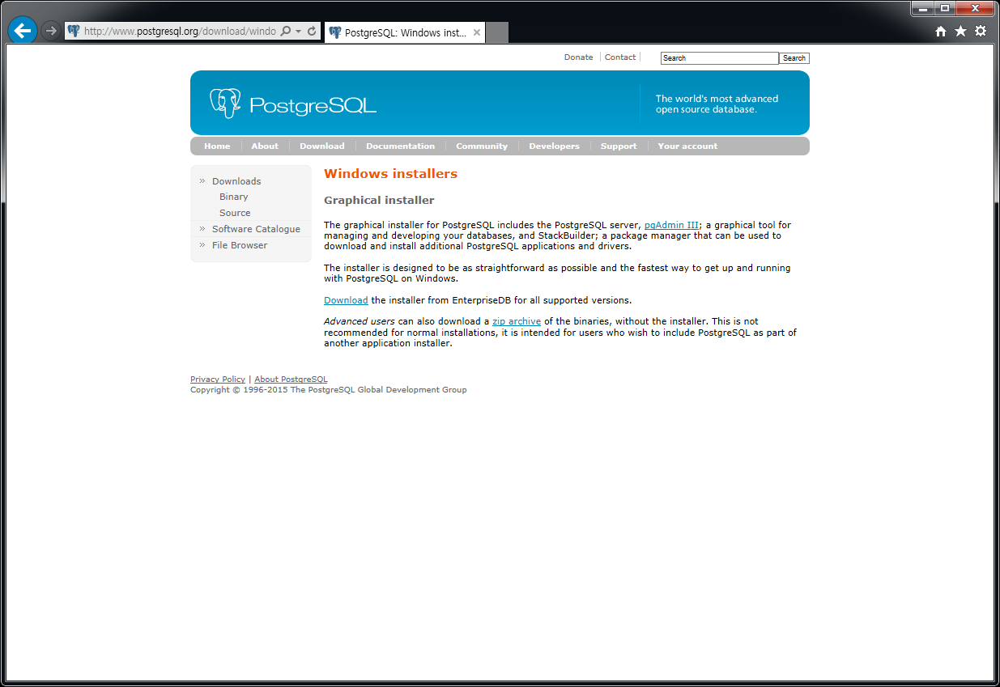 http://www.postgresql.org/download/windo
PostgreSQL: Windows inst...
Donate
Contact
Search
Search
PostgreSQL
The world's most advanced
open source database.
Home
About
Download
Documentation
Community
Developers
Support
Your account
Downloads
Binary
Source
Software Catalogue
File Browser
Windows installers
Graphical installer
The graphical installer for PostgreSQL includes the PostgreSQL server, pgAdmin III; a graphical tool for
managing and developing your databases, and StackBuilder; a package manager that can be used to
download and install additional PostgreSQL applications and drivers.
The installer is designed to be as straightforward as possible and the fastest way to get up and running
with PostgreSQL on Windows.
Download the installer from EnterpriseDB for all supported versions.
Advanced users can also download a zip archive of the binaries, without the installer. This is not
recommended for normal installations, it is intended for users who wish to include PostgreSQL as part of
another application installer.
Privacy Policy | About PostgreSQL
Copyright © 1996-2015 The PostgreSQL Global Development Group